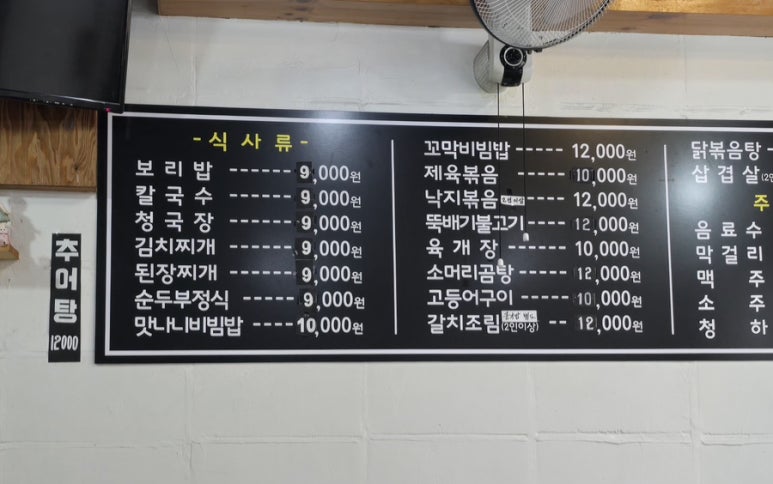 - 식 사 류 -
보 리 밥 ------ 9,000원
칼 국 수 ------ 9,000원
청 국 장 ------ 9,000원
김치찌개 ------ 9,000원
된장찌개 ------ 9,000원
순두부정식 ----- 9,000원
맛나니비빔밥 ---- 10,000원
꼬막비빔밥 ----- 12,000원
제육볶음 ------ 10,000원
낙지볶음 ---- 12,000원
뚝배기불고기 ---- 12,000원
육 개 장 ------ 10,000원
소머리곰탕 ----- 12,000원
고등어구이 ----- 10,000원
갈치조림(2인이상) -- 12,000원
닭볶음탕 -
삼 겹 살
주
음 료 수
막 걸 리
맥 주
소 주
청 하
추어탕
12000